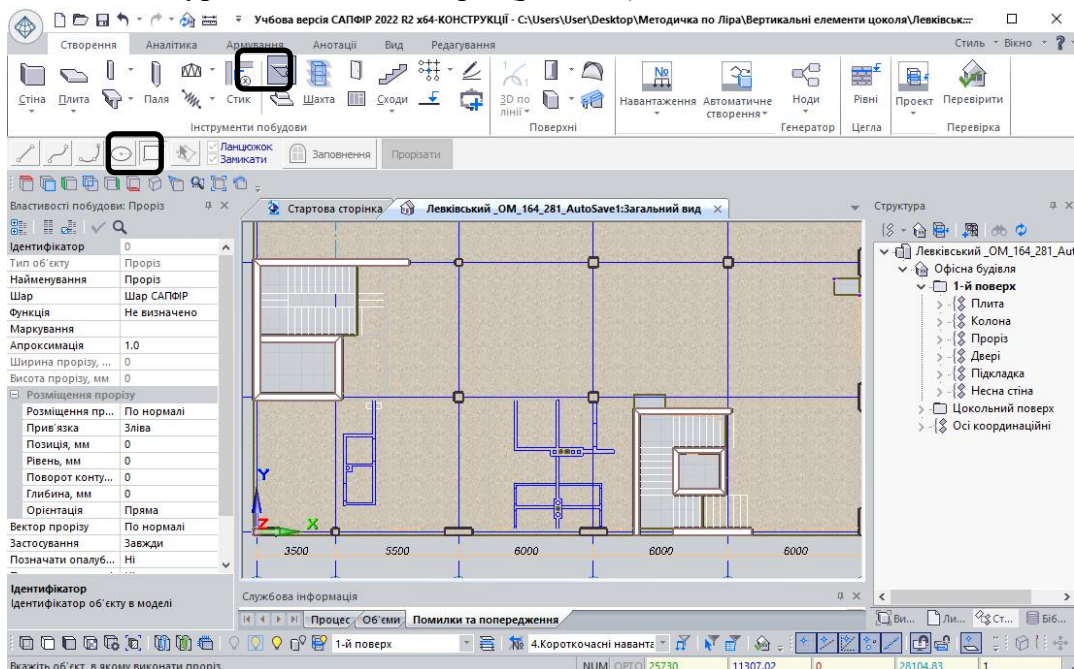 Учбова версія САПФІР 2022 R2 x64-КОНСТРУКЦІЇ - C:\Users\User\Desktop\Методичка по Ліра\Вертикальні елементи цоколя\Левківськ...
Створення Аналітика Армування Анотації Вид Редагування Стиль Вікно
Стіна Плита Паля Стик Шахта Сходи 3D по лінії Навантаження Автоматичне створення Ноди Рівні Проект Перевірити
Інструменти побудови Поверхні Генератор Цегла Перевірка
Ланцюжок
Замикати Заповнення Прорізати
Властивості побудови: Проріз
Стартова сторінка Левківський _ОМ_164_281_AutoSave1:Загальний вид
Структура
Ідентифікатор 0
Тип об'єкту Проріз
Найменування Проріз
Шар Шар САПФІР
Функція Не визначено
Маркування
Апроксимація 1.0
Ширина прорізу, ... 0
Висота прорізу, мм 0
Розміщення прорізу
Розміщення пр... По нормалі
Прив'язка Зліва
Позиція, мм 0
Рівень, мм 0
Поворот конту... 0
Глибина, мм 0
Орієнтація Пряма
Вектор прорізу По нормалі
Застосування Завжди
Позначати опалуб... Ні
Ідентифікатор
Ідентифікатор об'єкту в моделі
Y
Z X
3500 5500 6000 6000 6000
Левківський _ОМ_164_281_Aut
Офісна будівля
1-й поверх
Плита
Колона
Проріз
Двері
Підкладка
Несна стіна
Цокольний поверх
Осі координаційні
Службова інформація
Процес Об'єми Помилки та попередження
Ви... Ли... Ст... Біб...
1-й поверх 4.Короткочасні наванта
Вкажіть об'єкт, в якому виконати проріз NUM ОРТО 25730 11307.02 0 28104.83 1